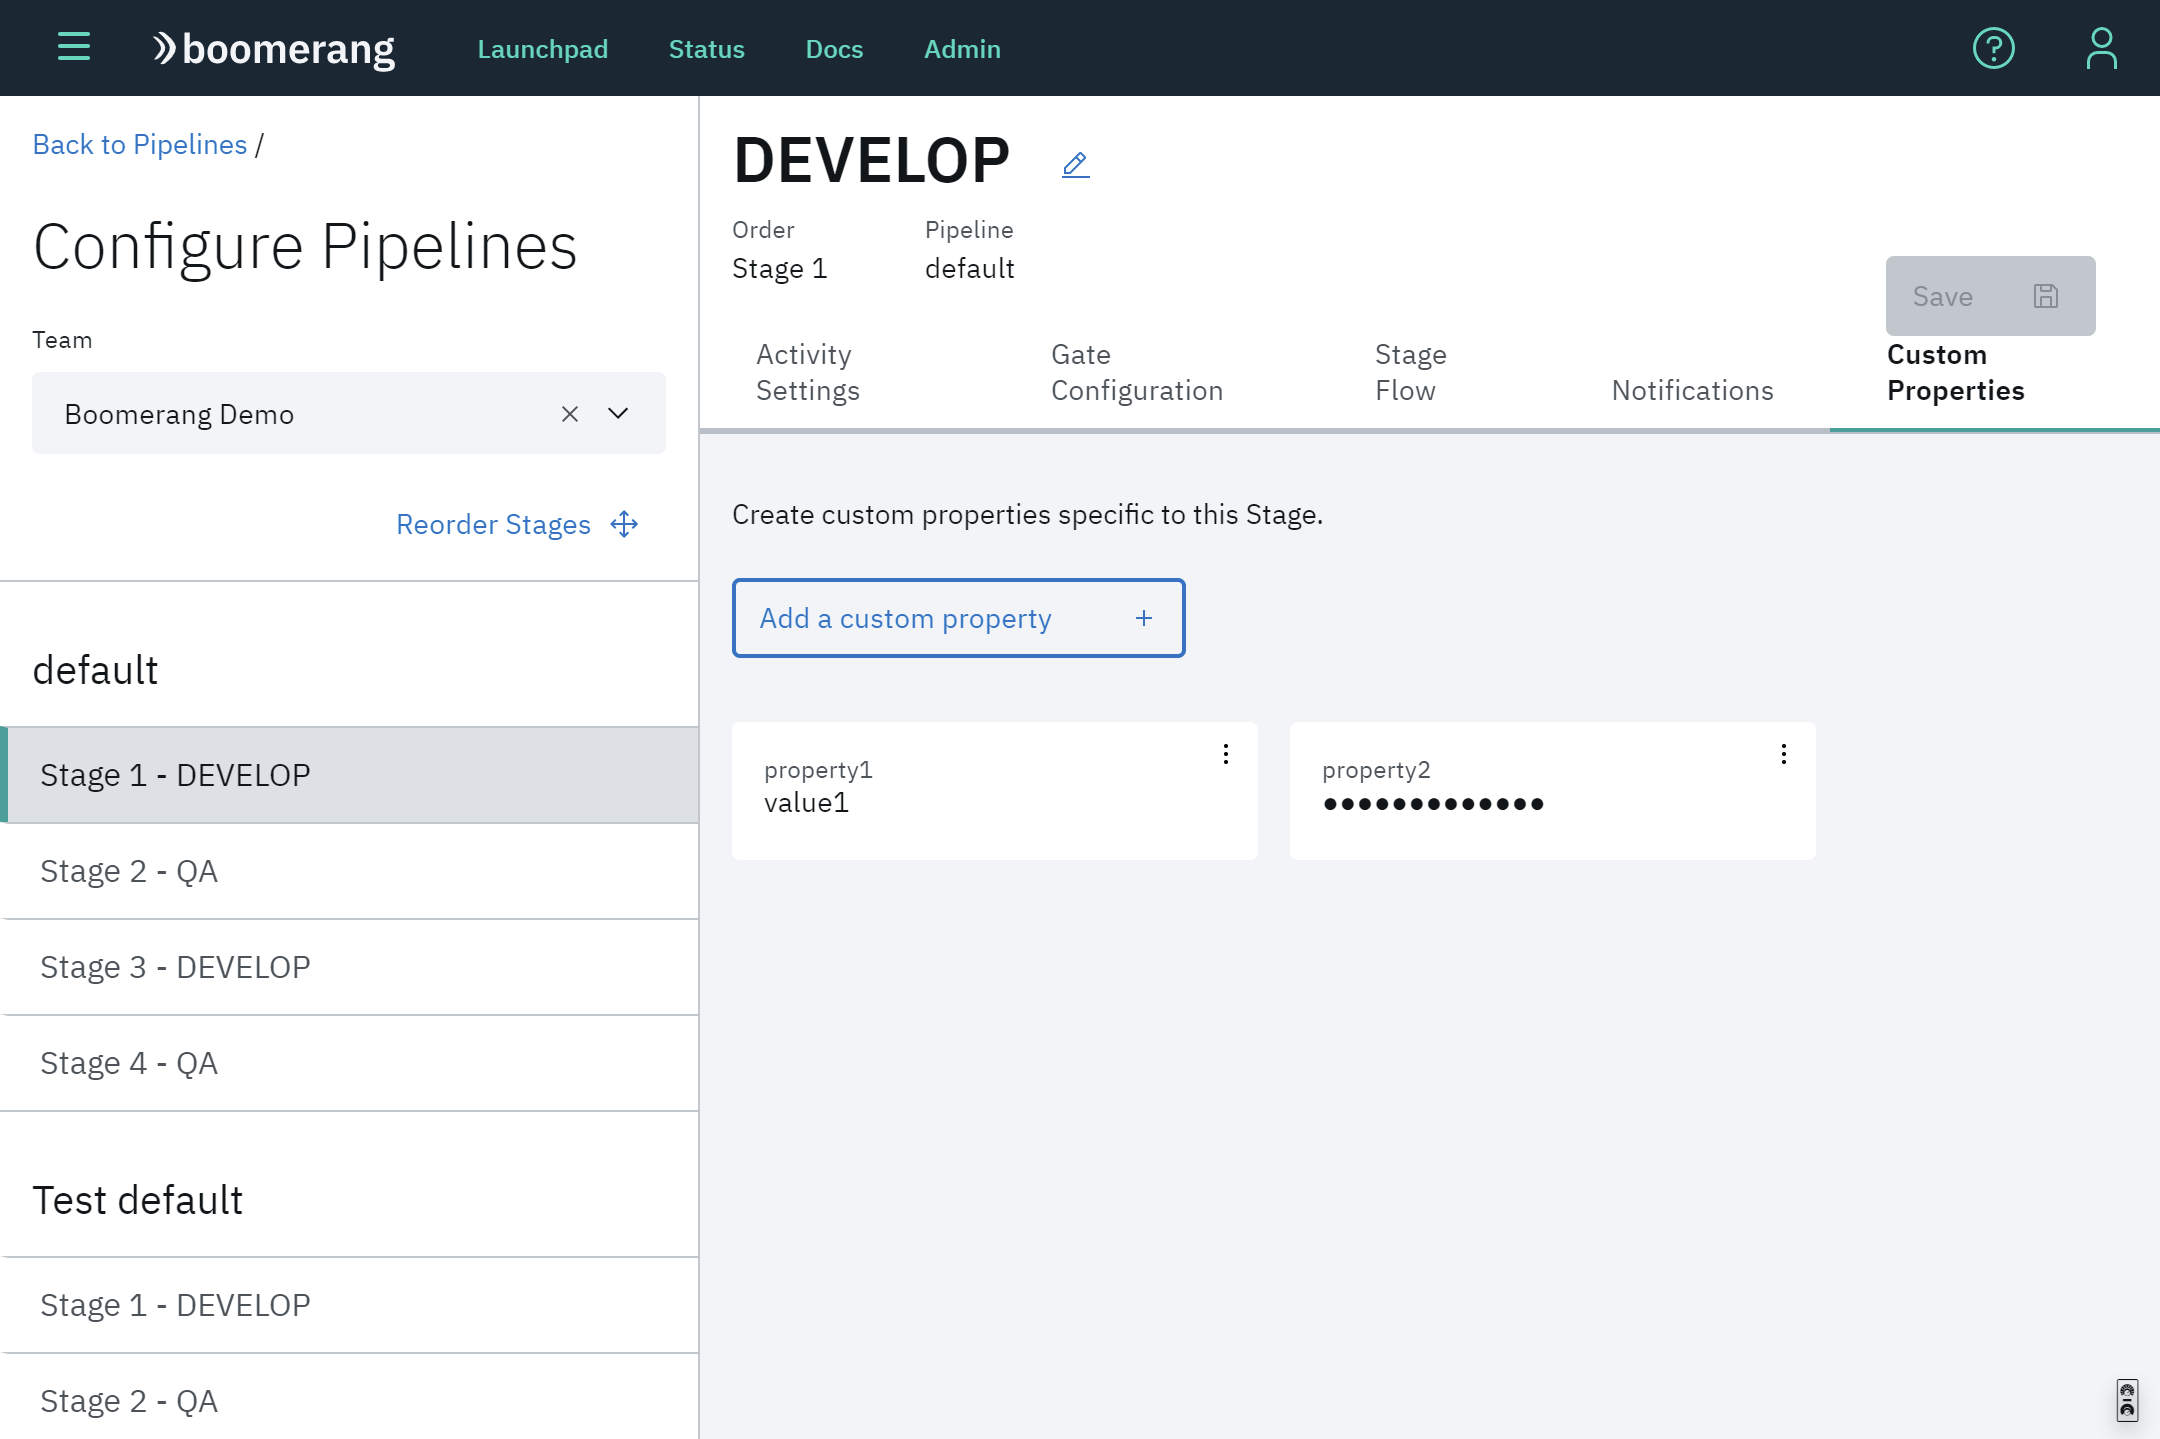 boomerang
Launchpad
Status
Docs
Admin
Back to Pipelines /
Configure Pipelines
Team
Boomerang Demo
Reorder Stages
default
Stage 1 - DEVELOP
Stage 2 - QA
Stage 3 - DEVELOP
Stage 4 - QA
Test default
Stage 1 - DEVELOP
Stage 2 - QA
DEVELOP
Order
Stage 1
Pipeline
default
Save
Activity
Settings
Gate
Configuration
Stage
Flow
Notifications
Custom
Properties
Create custom properties specific to this Stage.
Add a custom property
property1
value1
property2
●●●●●●●●●●●●●